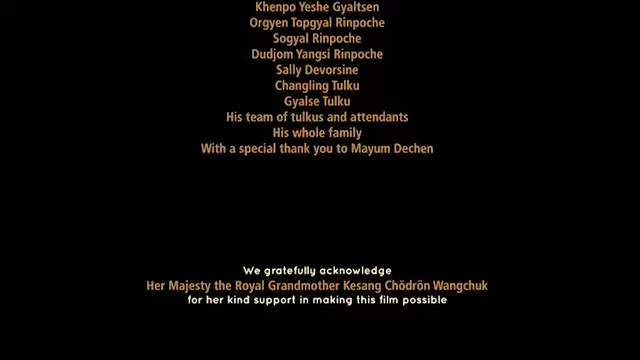 Khenpo Yeshe Gyaltsen
Orgyen Topgyal Rinpoche
Sogyal Rinpoche
Dudjom Yangsi Rinpoche
Sally Devorsine
Changling Tulku
Gyalse Tulku
His team of tulkus and attendants
His whole family
With a special thank you to Mayum Dechen
We gratefully acknowledge
Her Majesty the Royal Grandmother Kesang Chödrön Wangchuk
for her kind support in making this film possible